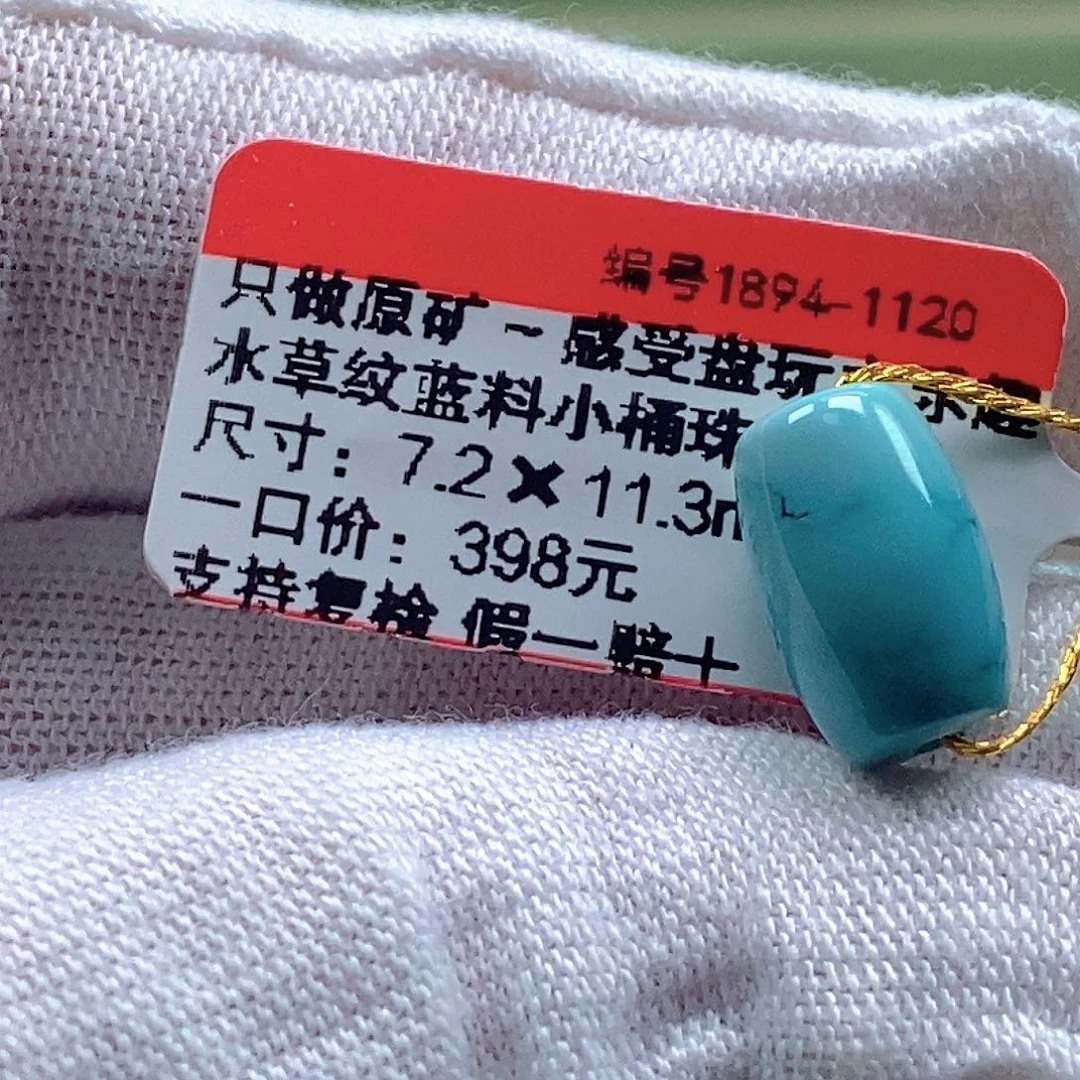 编号1894-1120
只做原矿~感受盘玩
水草纹蓝料小桶珠
尺寸：7.2×11.3m
一口价：398元
支持复检 假一赔十